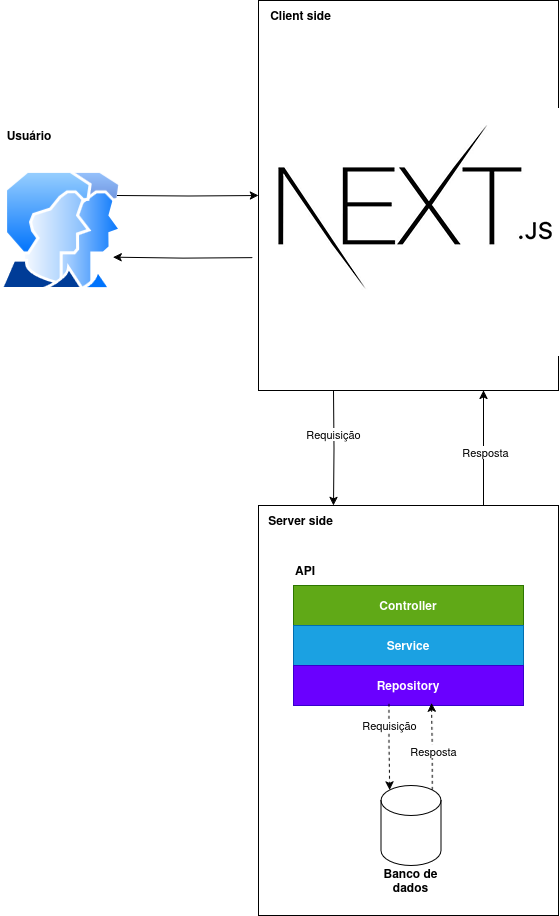 Client side
Usuário
NEXT
.JS
Requisição
Resposta
Server side
API
Controller
Service
Repository
Requisição
Resposta
Banco de
dados